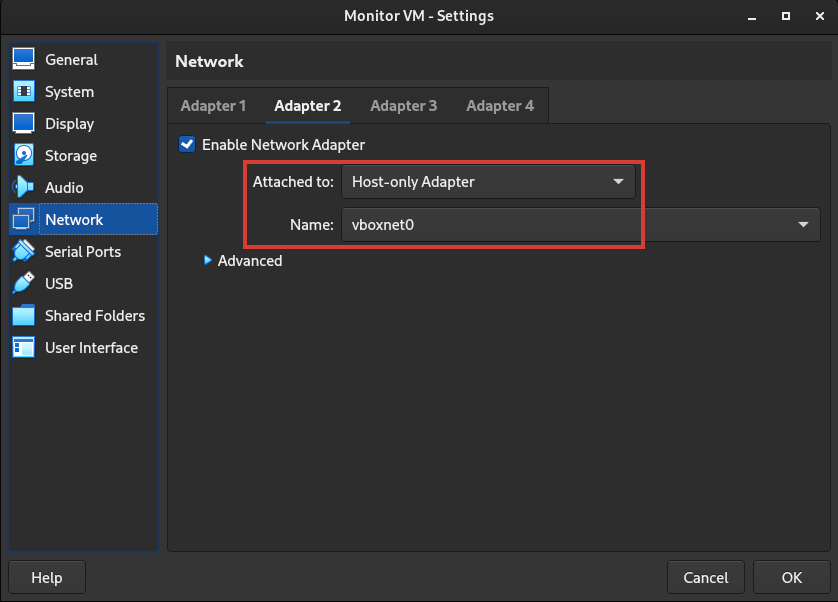 Monitor VM - Settings
General
System
Display
Storage
Audio
Network
Serial Ports
USB
Shared Folders
User Interface
Network
Adapter 1 Adapter 2 Adapter 3 Adapter 4
Enable Network Adapter
Attached to: Host-only Adapter
Name: vboxnet0
Advanced
Help Cancel OK